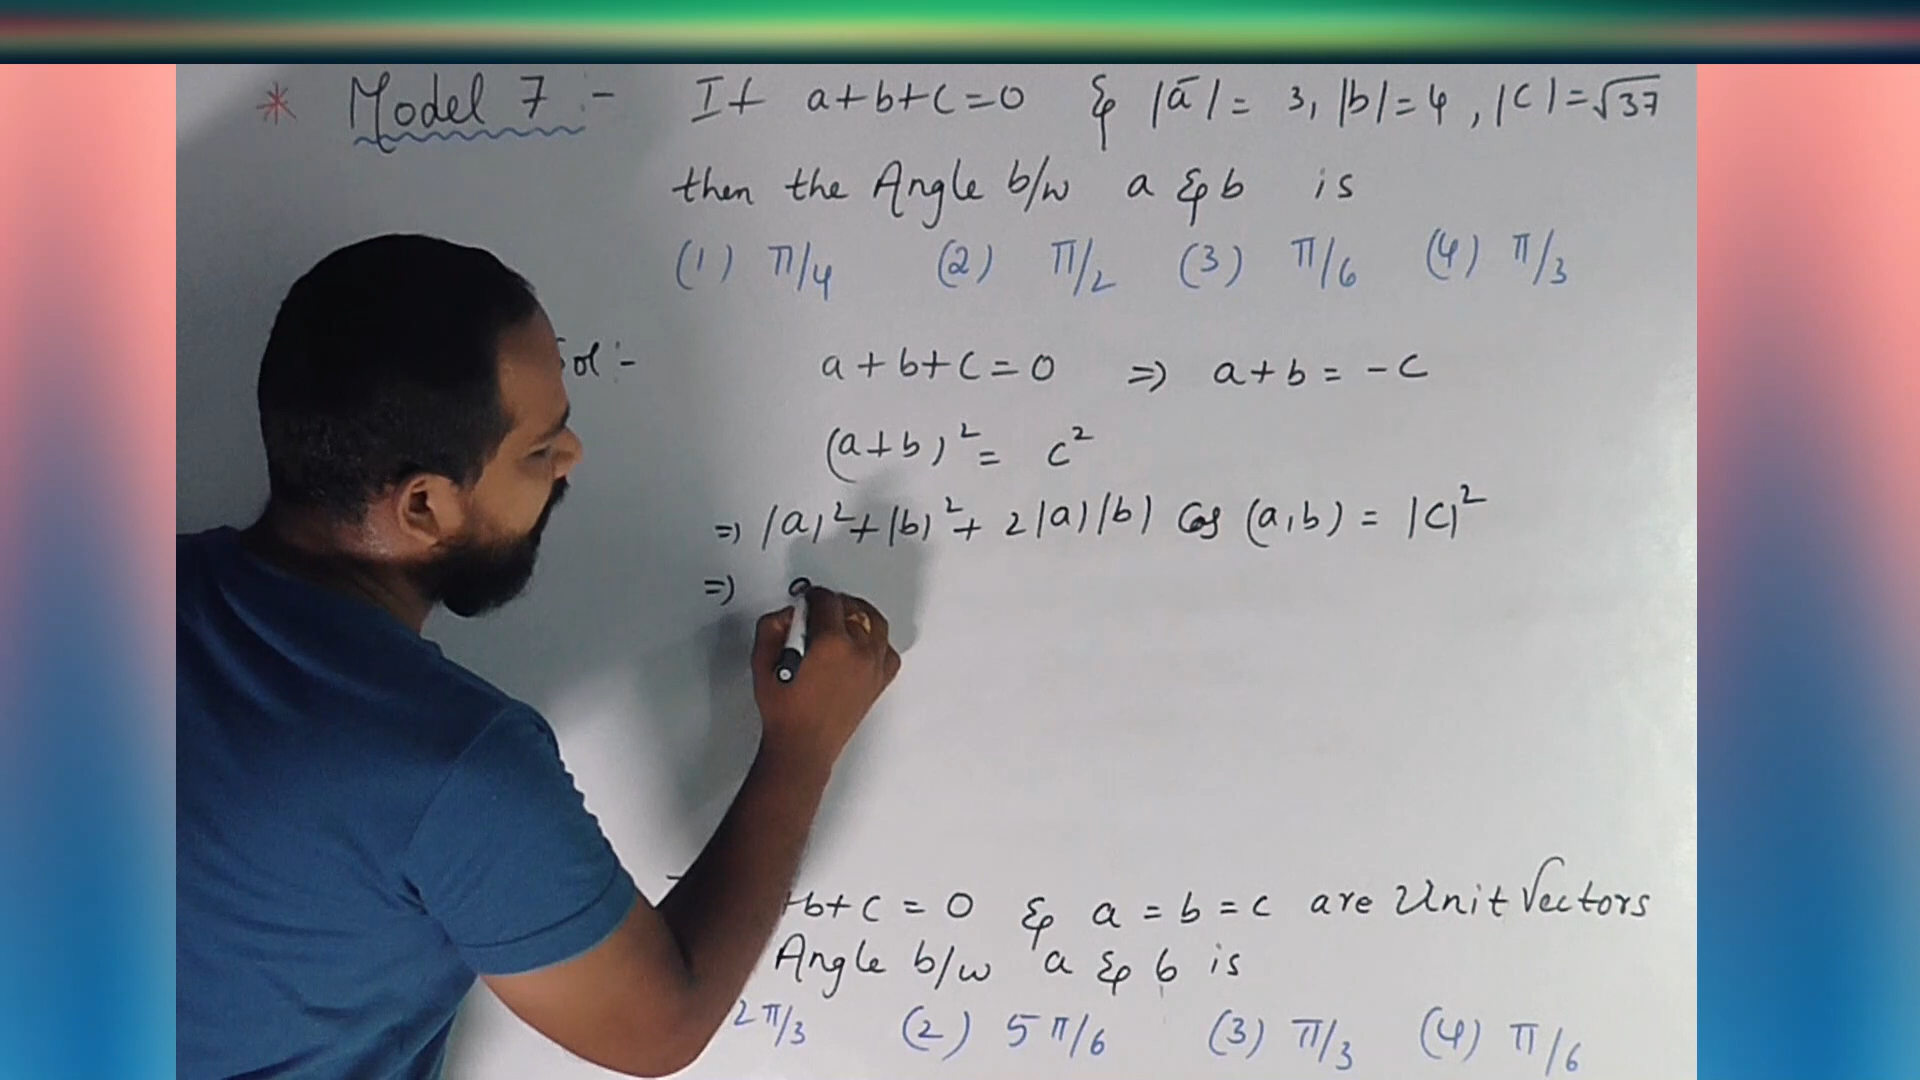 * Model 7 :- If a+b+c=0 & |ā|= 3, |b|=4, |c|=√37
then the Angle b/w a & b is
(1) π/4 (2) π/2 (3) π/6 (4) π/3
Sol :- a+b+c=0 => a+b = -c
(a+b)² = c²
=> |a|²+|b|²+ 2|a||b| Cos (a,b) = |c|²
=>
+b+c = 0 & a = b = c are Unit Vectors
Angle b/w a & b is
2π/3 (2) 5π/6 (3) π/3 (4) π/6